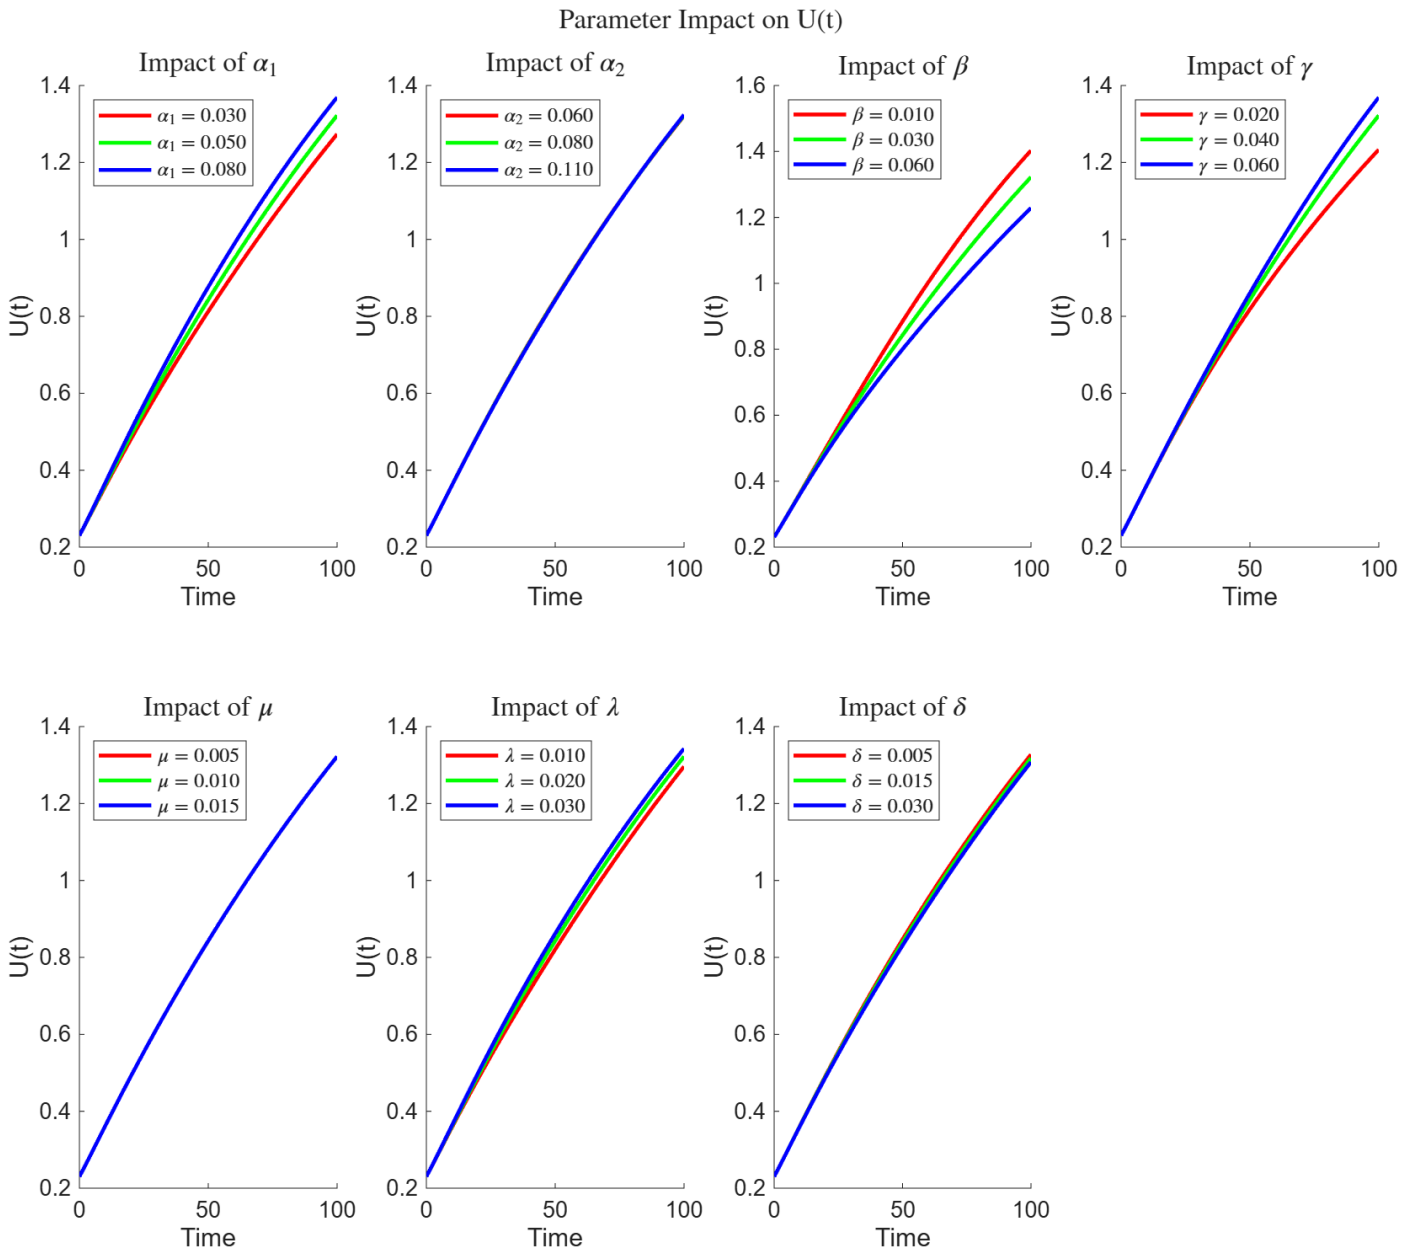 Parameter Impact on U(t)
Impact of α₁
1.4
1.2
1
0.8
0.6
0.4
0.2
U(t)
α₁ = 0.030
α₁ = 0.050
α₁ = 0.080
0 50 100
Time
Impact of α₂
1.4
1.2
1
0.8
0.6
0.4
0.2
U(t)
α₂ = 0.060
α₂ = 0.080
α₂ = 0.110
0 50 100
Time
Impact of β
1.6
1.4
1.2
1
0.8
0.6
0.4
0.2
U(t)
β = 0.010
β = 0.030
β = 0.060
0 50 100
Time
Impact of γ
1.4
1.2
1
0.8
0.6
0.4
0.2
U(t)
γ = 0.020
γ = 0.040
γ = 0.060
0 50 100
Time
Impact of μ
1.4
1.2
1
0.8
0.6
0.4
0.2
U(t)
μ = 0.005
μ = 0.010
μ = 0.015
0 50 100
Time
Impact of λ
1.4
1.2
1
0.8
0.6
0.4
0.2
U(t)
λ = 0.010
λ = 0.020
λ = 0.030
0 50 100
Time
Impact of δ
1.4
1.2
1
0.8
0.6
0.4
0.2
U(t)
δ = 0.005
δ = 0.015
δ = 0.030
0 50 100
Time